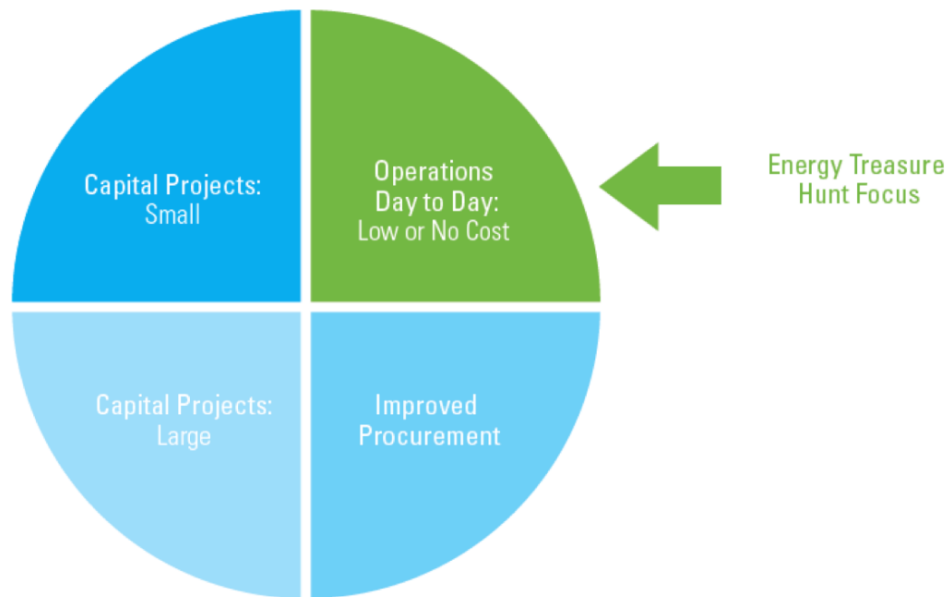 Capital Projects:
Small
Operations
Day to Day:
Low or No Cost
Energy Treasure
Hunt Focus
Capital Projects:
Large
Improved
Procurement